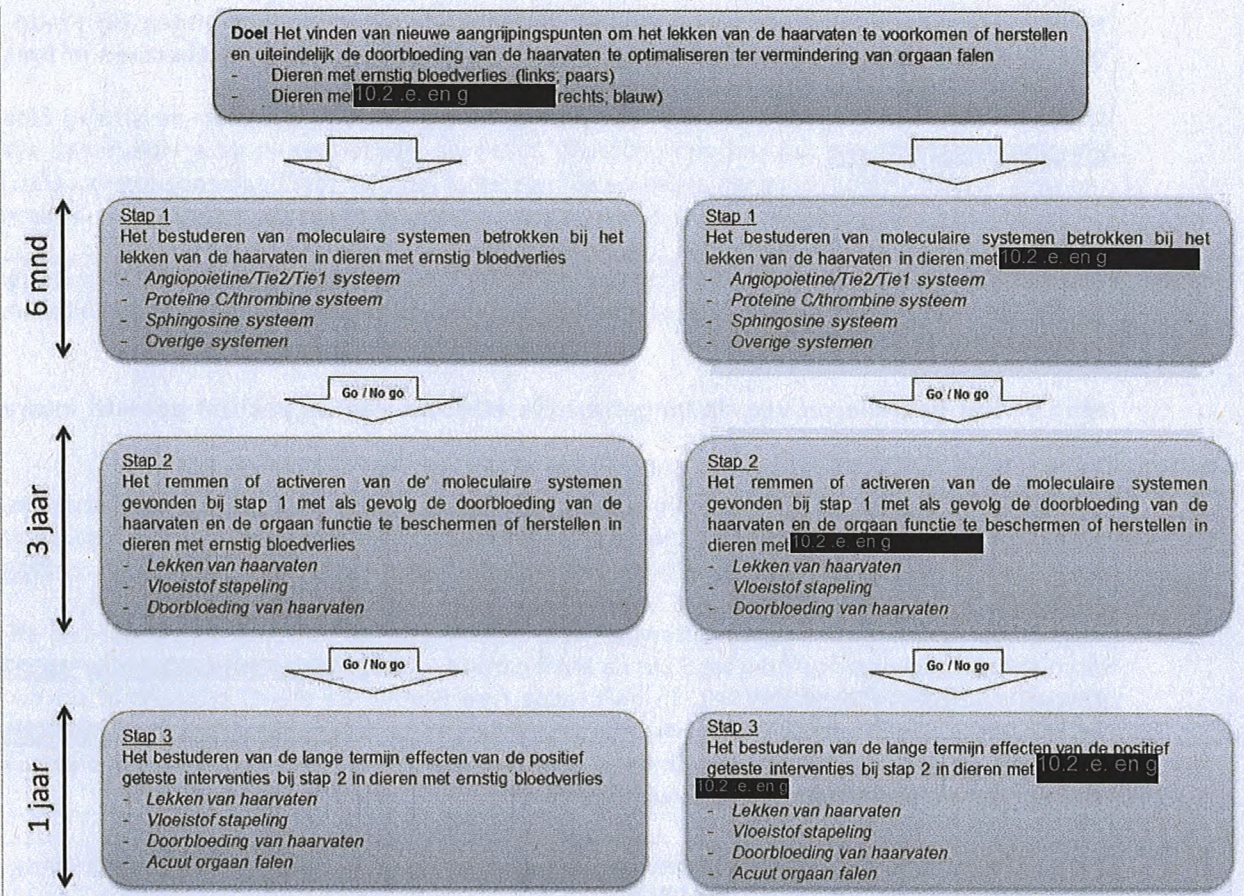 Doel Het vinden van nieuwe aangrijpingspunten om het lekken van de haarvaten te voorkomen of herstellen
en uiteindelijk de doorbloeding van de haarvaten te optimaliseren ter vermindering van orgaan falen
- Dieren met ernstig bloedverlies (links; paars)
- Dieren me 10.2 .e. en g rechts; blauw)
6 mnd
Stap 1
Het bestuderen van moleculaire systemen betrokken bij het
lekken van de haarvaten in dieren met ernstig bloedverlies
- Angiopoietine/Tie2/Tie1 systeem
- Proteïne C/thrombine systeem
- Sphingosine systeem
- Overige systemen
Stap 1
Het bestuderen van moleculaire systemen betrokken bij het
lekken van de haarvaten in dieren met 10.2 .e. en g
- Angiopoietine/Tie2/Tie1 systeem
- Proteïne C/thrombine systeem
- Sphingosine systeem
- Overige systemen
Go / No go
Go / No go
3 jaar
Stap 2
Het remmen of activeren van de moleculaire systemen
gevonden bij stap 1 met als gevolg de doorbloeding van de
haarvaten en de orgaan functie te beschermen of herstellen in
dieren met ernstig bloedverlies
- Lekken van haarvaten
- Vloeistof stapeling
- Doorbloeding van haarvaten
Stap 2
Het remmen of activeren van de moleculaire systemen
gevonden bij stap 1 met als gevolg de doorbloeding van de
haarvaten en de orgaan functie te beschermen of herstellen in
dieren met 10.2 .e. en g
- Lekken van haarvaten
- Vloeistof stapeling
- Doorbloeding van haarvaten
Go / No go
Go / No go
1 jaar
Stap 3
Het bestuderen van de lange termijn effecten van de positief
geteste interventies bij stap 2 in dieren met ernstig bloedverlies
- Lekken van haarvaten
- Vloeistof stapeling
- Doorbloeding van haarvaten
- Acuut orgaan falen
Stap 3
Het bestuderen van de lange termijn effecten van de positief
geteste interventies bij stap 2 in dieren met 10.2 .e. en g
10.2 .e. en g
- Lekken van haarvaten
- Vloeistof stapeling
- Doorbloeding van haarvaten
- Acuut orgaan falen